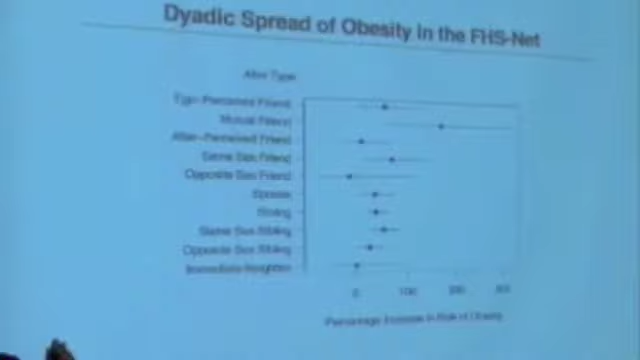 Dyadic Spread of Obesity in the FHS-Net
Alter Type
Ego-Perceived Friend
Mutual Friend
Alter-Perceived Friend
Same Sex Friend
Opposite Sex Friend
Spouse
Sibling
Same Sex Sibling
Opposite Sex Sibling
Immediate Neighbor
0 100 200 300
Percentage Increase in Risk of Obesity